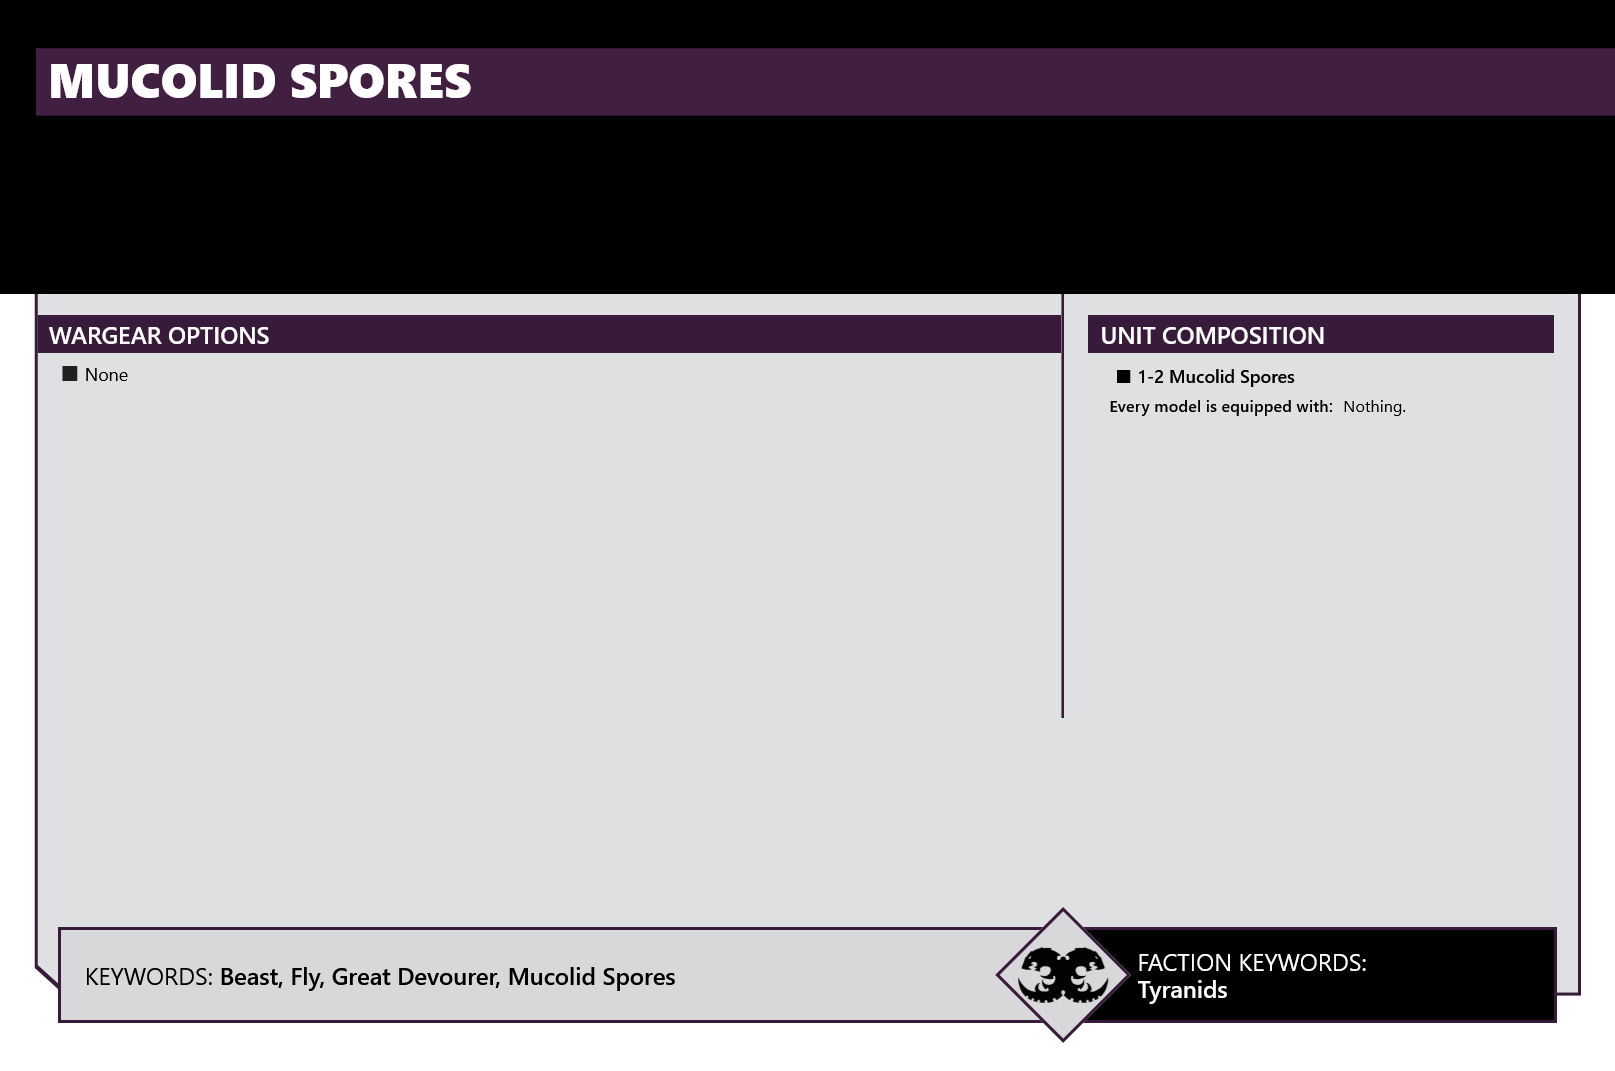 MUCOLID SPORES
WARGEAR OPTIONS
■ None
UNIT COMPOSITION
■ 1-2 Mucolid Spores
Every model is equipped with: Nothing.
KEYWORDS: Beast, Fly, Great Devourer, Mucolid Spores
FACTION KEYWORDS:
Tyranids